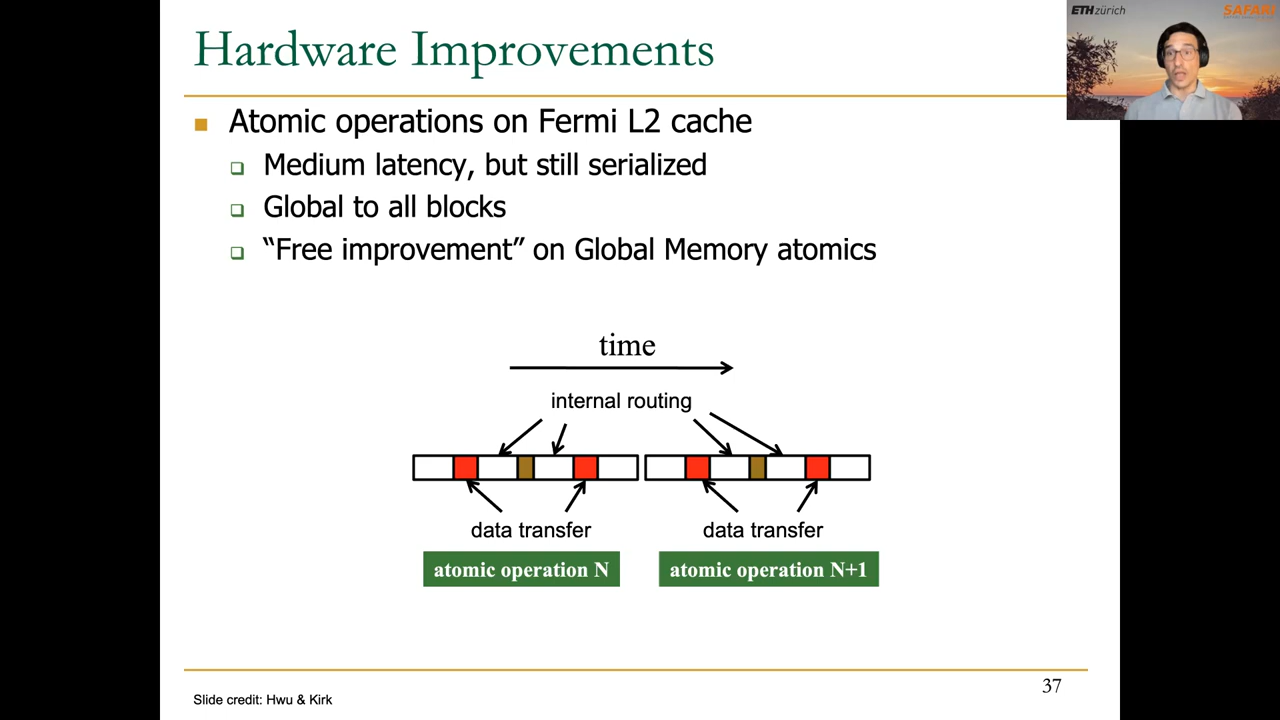 Hardware Improvements
ETH zürich
SAFARI
Atomic operations on Fermi L2 cache
Medium latency, but still serialized
Global to all blocks
“Free improvement” on Global Memory atomics
time
internal routing
data transfer
data transfer
atomic operation N
atomic operation N+1
37
Slide credit: Hwu & Kirk